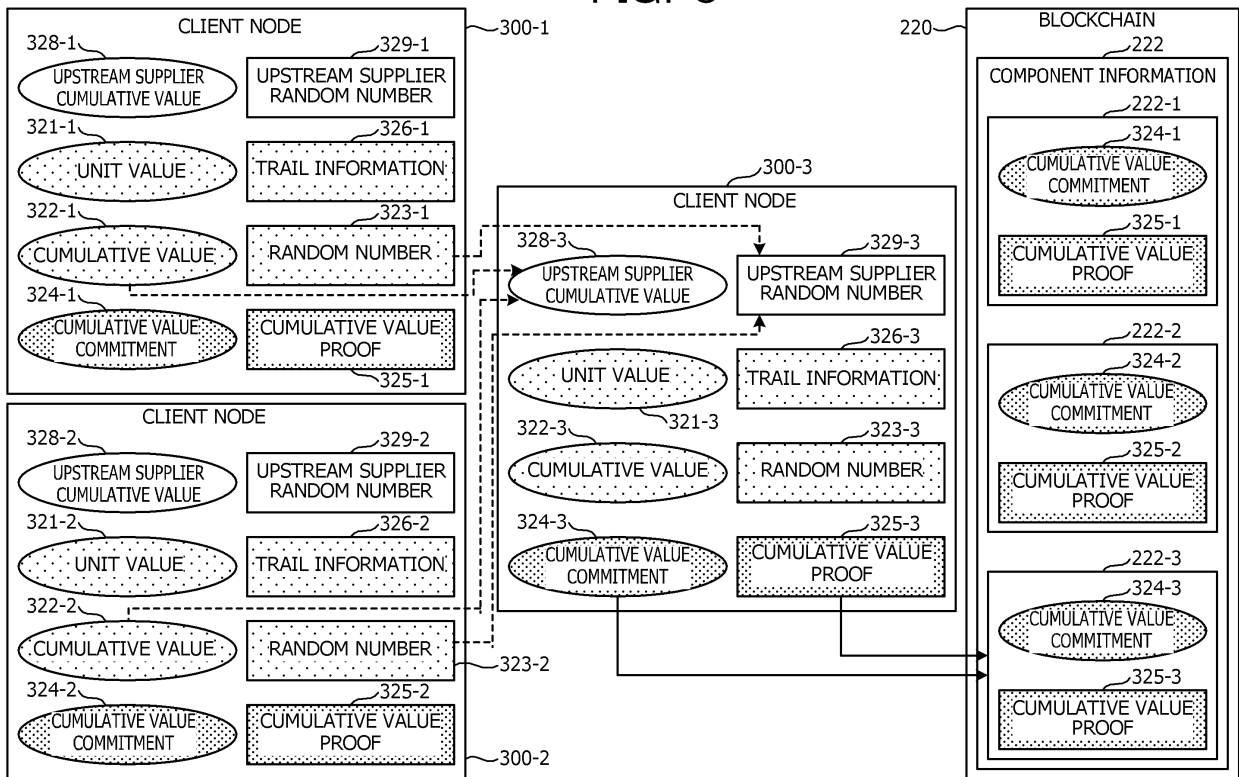 CLIENT NODE
300-1
328-1
329-1
UPSTREAM SUPPLIER
CUMULATIVE VALUE
UPSTREAM SUPPLIER
RANDOM NUMBER
321-1
326-1
UNIT VALUE
TRAIL INFORMATION
322-1
323-1
CUMULATIVE VALUE
RANDOM NUMBER
324-1
CUMULATIVE VALUE
COMMITMENT
CUMULATIVE VALUE
PROOF
325-1
CLIENT NODE
328-2
329-2
UPSTREAM SUPPLIER
CUMULATIVE VALUE
UPSTREAM SUPPLIER
RANDOM NUMBER
321-2
326-2
UNIT VALUE
TRAIL INFORMATION
322-2
CUMULATIVE VALUE
RANDOM NUMBER
323-2
324-2
325-2
CUMULATIVE VALUE
COMMITMENT
CUMULATIVE VALUE
PROOF
300-2
300-3
CLIENT NODE
328-3
329-3
UPSTREAM SUPPLIER
CUMULATIVE VALUE
UPSTREAM SUPPLIER
RANDOM NUMBER
326-3
UNIT VALUE
TRAIL INFORMATION
321-3
322-3
323-3
CUMULATIVE VALUE
RANDOM NUMBER
324-3
325-3
CUMULATIVE VALUE
COMMITMENT
CUMULATIVE VALUE
PROOF
220
BLOCKCHAIN
222
COMPONENT INFORMATION
222-1
324-1
CUMULATIVE VALUE
COMMITMENT
325-1
CUMULATIVE VALUE
PROOF
222-2
324-2
CUMULATIVE VALUE
COMMITMENT
325-2
CUMULATIVE VALUE
PROOF
222-3
324-3
CUMULATIVE VALUE
COMMITMENT
325-3
CUMULATIVE VALUE
PROOF